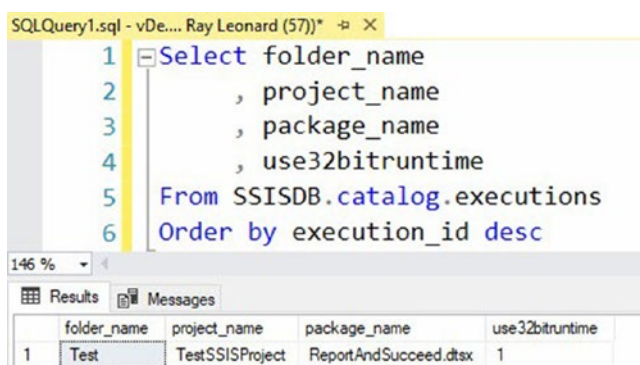 SQLQuery1.sql - vDe.... Ray Leonard (57))*
1 Select folder_name
2 , project_name
3 , package_name
4 , use32bitruntime
5 From SSISDB.catalog.executions
6 Order by execution_id desc
146 %
Results Messages
folder_name project_name package_name use32bitruntime
1 Test TestSSISProject ReportAndSucceed.dtsx 1